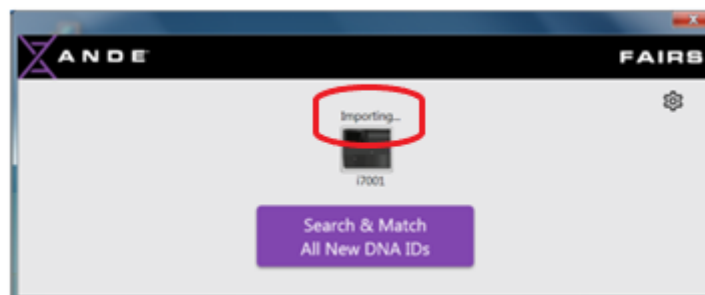 ANDE FAIRS
Importing...
i7001
Search & Match
All New DNA IDs